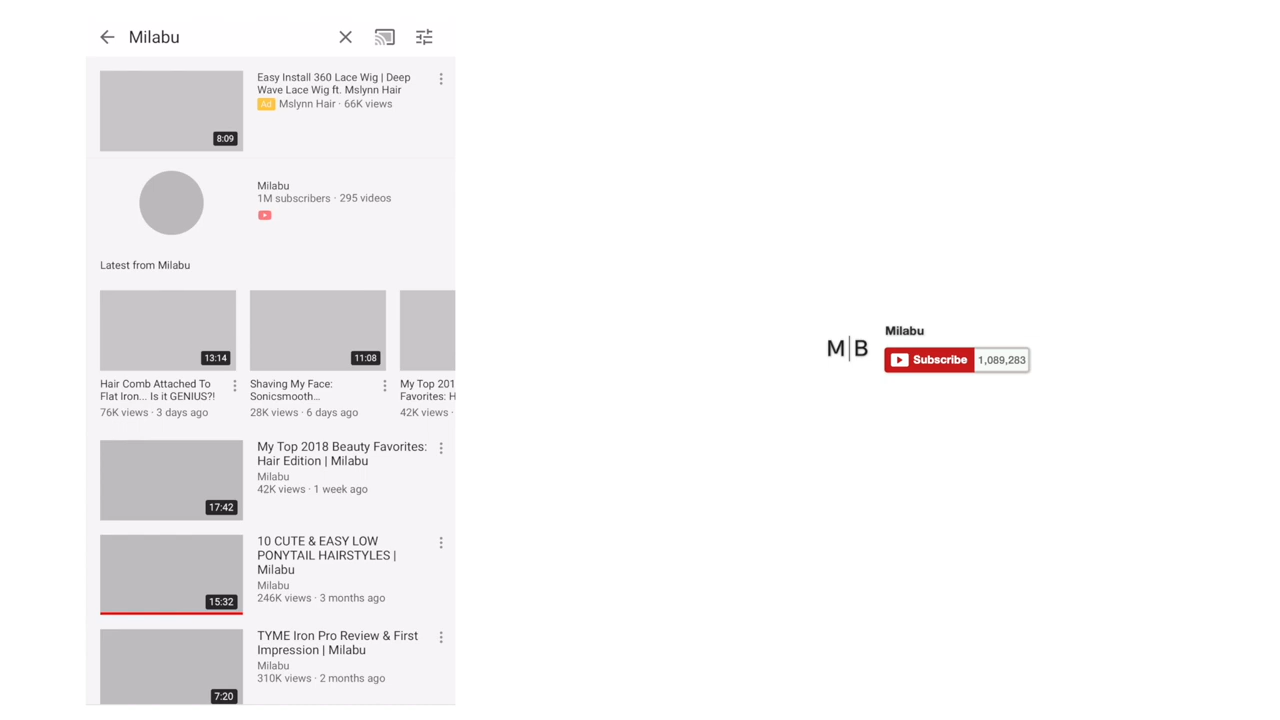 Milabu
Easy Install 360 Lace Wig | Deep
Wave Lace Wig ft. Mslynn Hair
Ad Mslynn Hair · 66K views
8:09
Milabu
1M subscribers · 295 videos
Latest from Milabu
13:14
11:08
Hair Comb Attached To
Flat Iron... Is it GENIUS?!
76K views · 3 days ago
Shaving My Face:
Sonicsmooth...
28K views · 6 days ago
My Top 201
Favorites: H
42K views ·
17:42
My Top 2018 Beauty Favorites:
Hair Edition | Milabu
Milabu
42K views · 1 week ago
15:32
10 CUTE & EASY LOW
PONYTAIL HAIRSTYLES |
Milabu
Milabu
246K views · 3 months ago
7:20
TYME Iron Pro Review & First
Impression | Milabu
Milabu
310K views · 2 months ago
M|B
Milabu
Subscribe 1,089,283